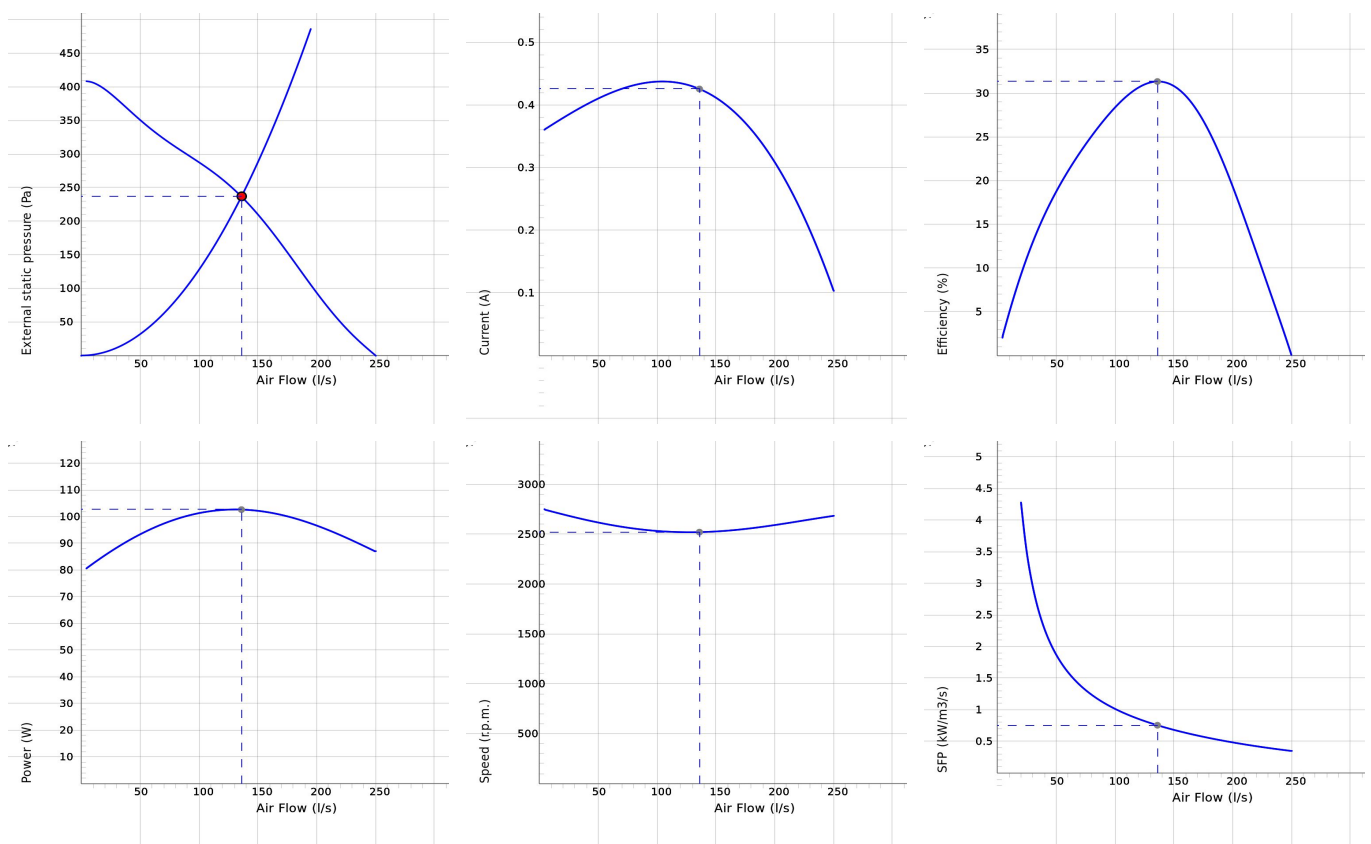 450
400
350
300
250
200
150
100
50
External static pressure (Pa)
50 100 150 200 250
Air Flow (l/s)
0.5
0.4
0.3
0.2
0.1
Current (A)
50 100 150 200 250
Air Flow (l/s)
35
30
25
20
15
10
5
Efficiency (%)
50 100 150 200 250
Air Flow (l/s)
120
110
100
90
80
70
60
50
40
30
20
10
Power (W)
50 100 150 200 250
Air Flow (l/s)
3000
2500
2000
1500
1000
500
Speed (r.p.m.)
50 100 150 200 250
Air Flow (l/s)
5
4.5
4
3.5
3
2.5
2
1.5
1
0.5
SFP (kW/m3/s)
50 100 150 200 250
Air Flow (l/s)